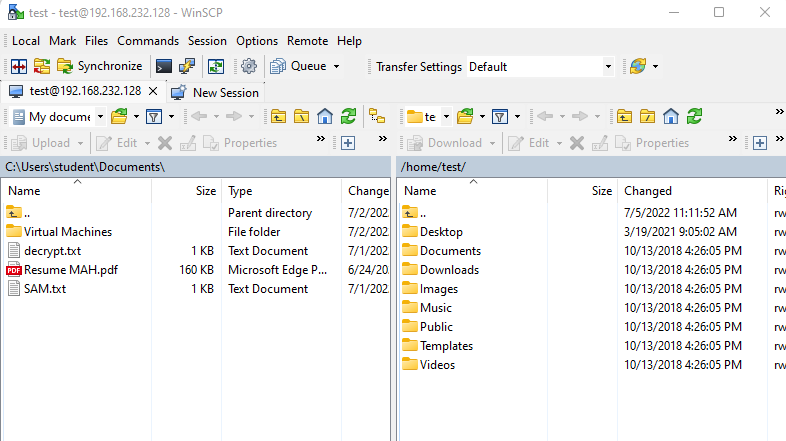 test - test@192.168.232.128 - WinSCP
Local Mark Files Commands Session Options Remote Help
Synchronize Queue Transfer Settings Default
test@192.168.232.128 New Session
My docume te
Upload Edit Properties » » Download Edit Properties » »
C:\Users\student\Documents\ /home/test/
Name Size Type Change Name Size Changed Ri
.. Parent directory 7/2/202 .. 7/5/2022 11:11:52 AM rw
Virtual Machines File folder 7/2/202 Desktop 3/19/2021 9:05:02 AM rw
decrypt.txt 1 KB Text Document 7/1/202 Documents 10/13/2018 4:26:05 PM rw
PDF Resume MAH.pdf 160 KB Microsoft Edge P... 6/24/20 Downloads 10/13/2018 4:26:05 PM rw
SAM.txt 1 KB Text Document 7/1/202 Images 10/13/2018 4:26:05 PM rw
Music 10/13/2018 4:26:05 PM rw
Public 10/13/2018 4:26:05 PM rw
Templates 10/13/2018 4:26:05 PM rw
Videos 10/13/2018 4:26:05 PM rw